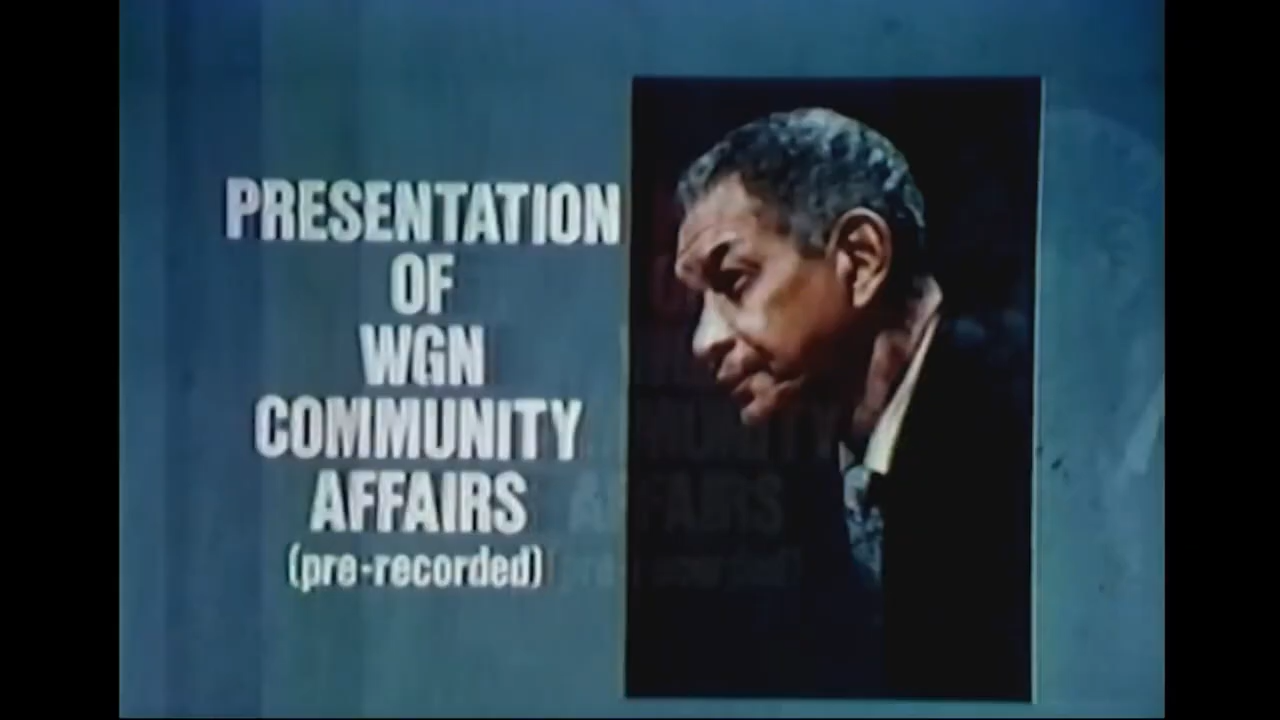 PRESENTATION
OF
WGN
COMMUNITY
AFFAIRS
(pre-recorded)